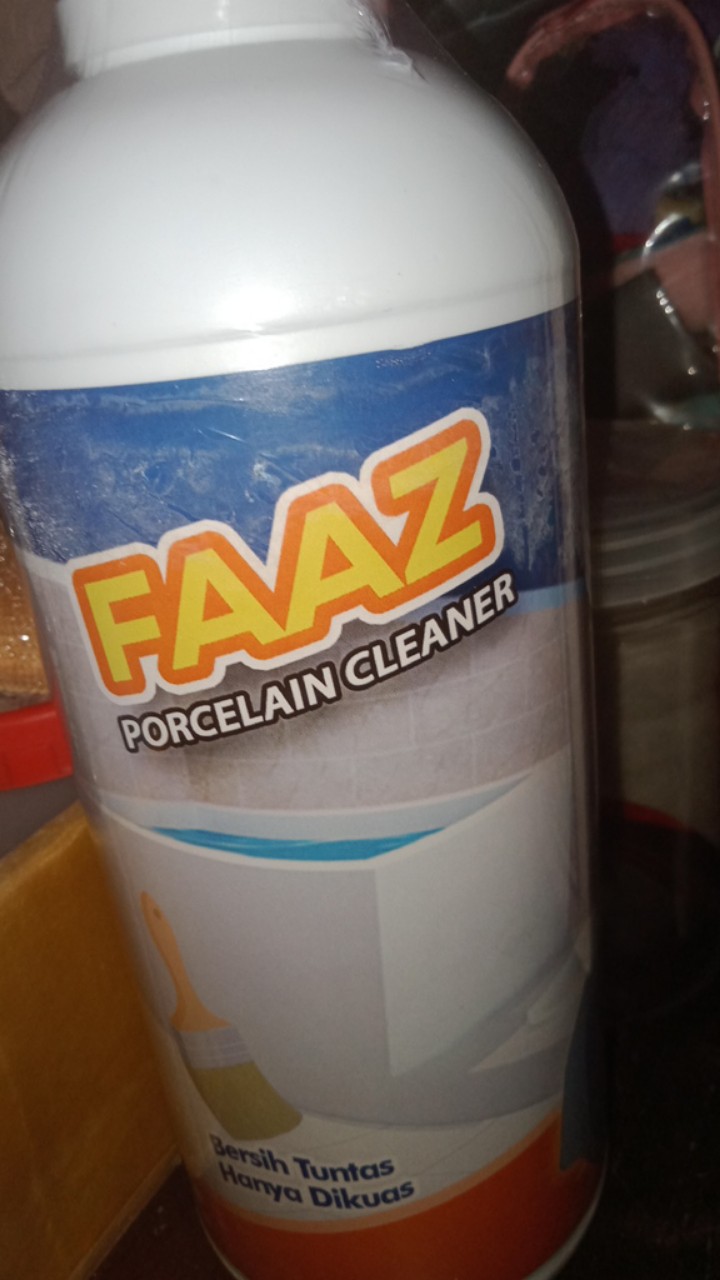 FAAZ
PORCELAIN CLEANER
Bersih Tuntas
Hanya Dikuas